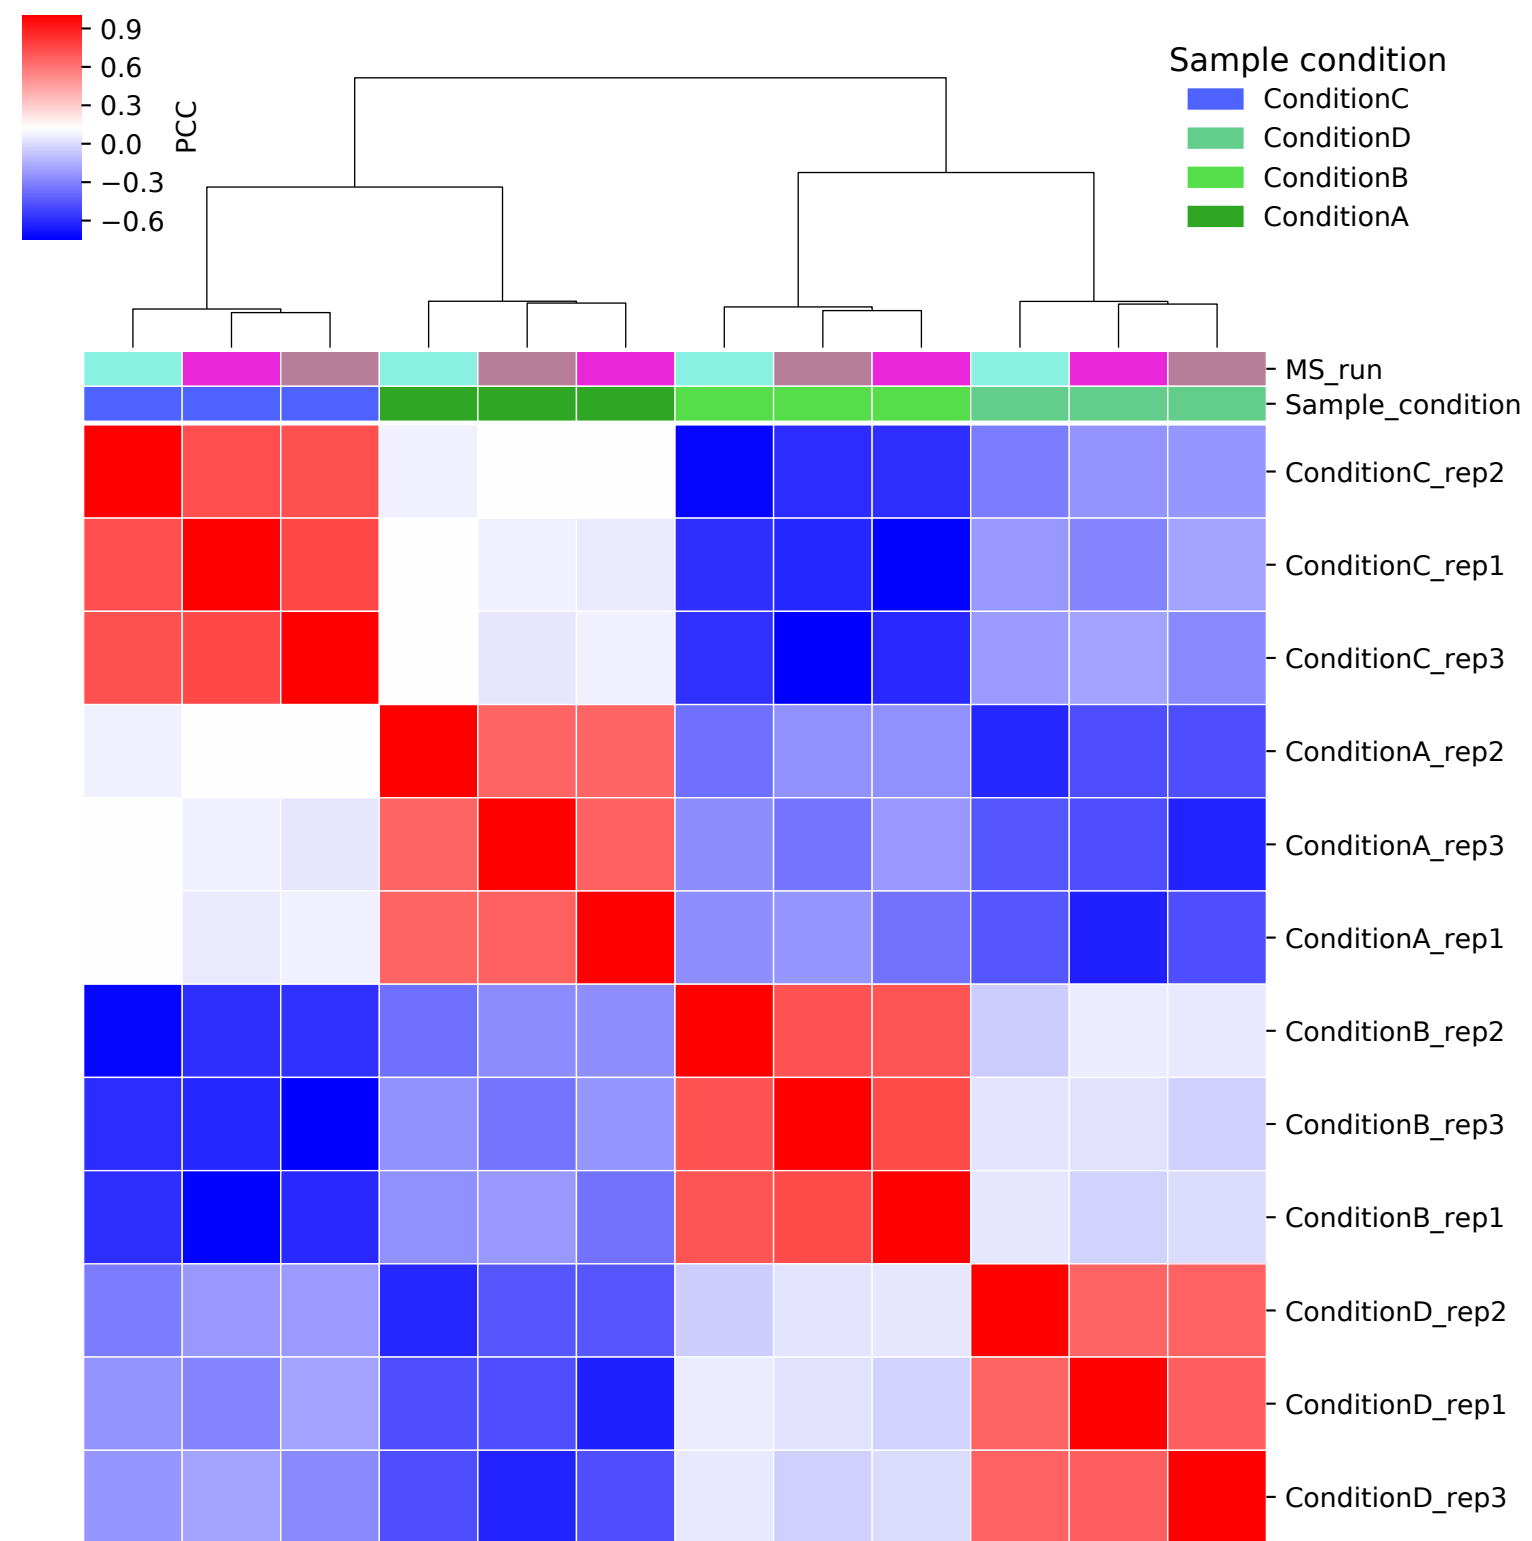 0.9
0.6
0.3
0.0
−0.3
−0.6
PCC
Sample condition
ConditionC
ConditionD
ConditionB
ConditionA
MS_run
Sample_condition
ConditionC_rep2
ConditionC_rep1
ConditionC_rep3
ConditionA_rep2
ConditionA_rep3
ConditionA_rep1
ConditionB_rep2
ConditionB_rep3
ConditionB_rep1
ConditionD_rep2
ConditionD_rep1
ConditionD_rep3